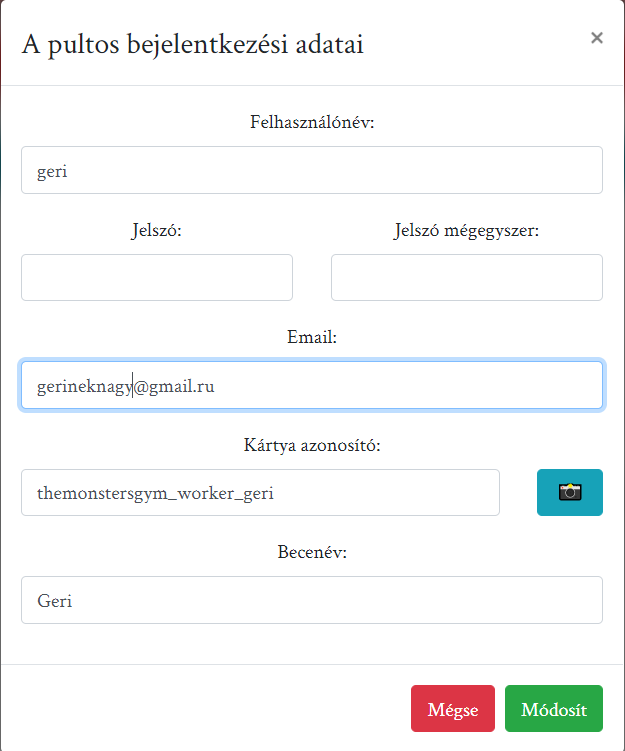 A pultos bejelentkezési adatai
×
Felhasználónév:
geri
Jelszó:
Jelszó mégegyszer:
Email:
gerineknagy@gmail.ru
Kártya azonosító:
themonstersgym_worker_geri
Becenév:
Geri
Mégse
Módosít